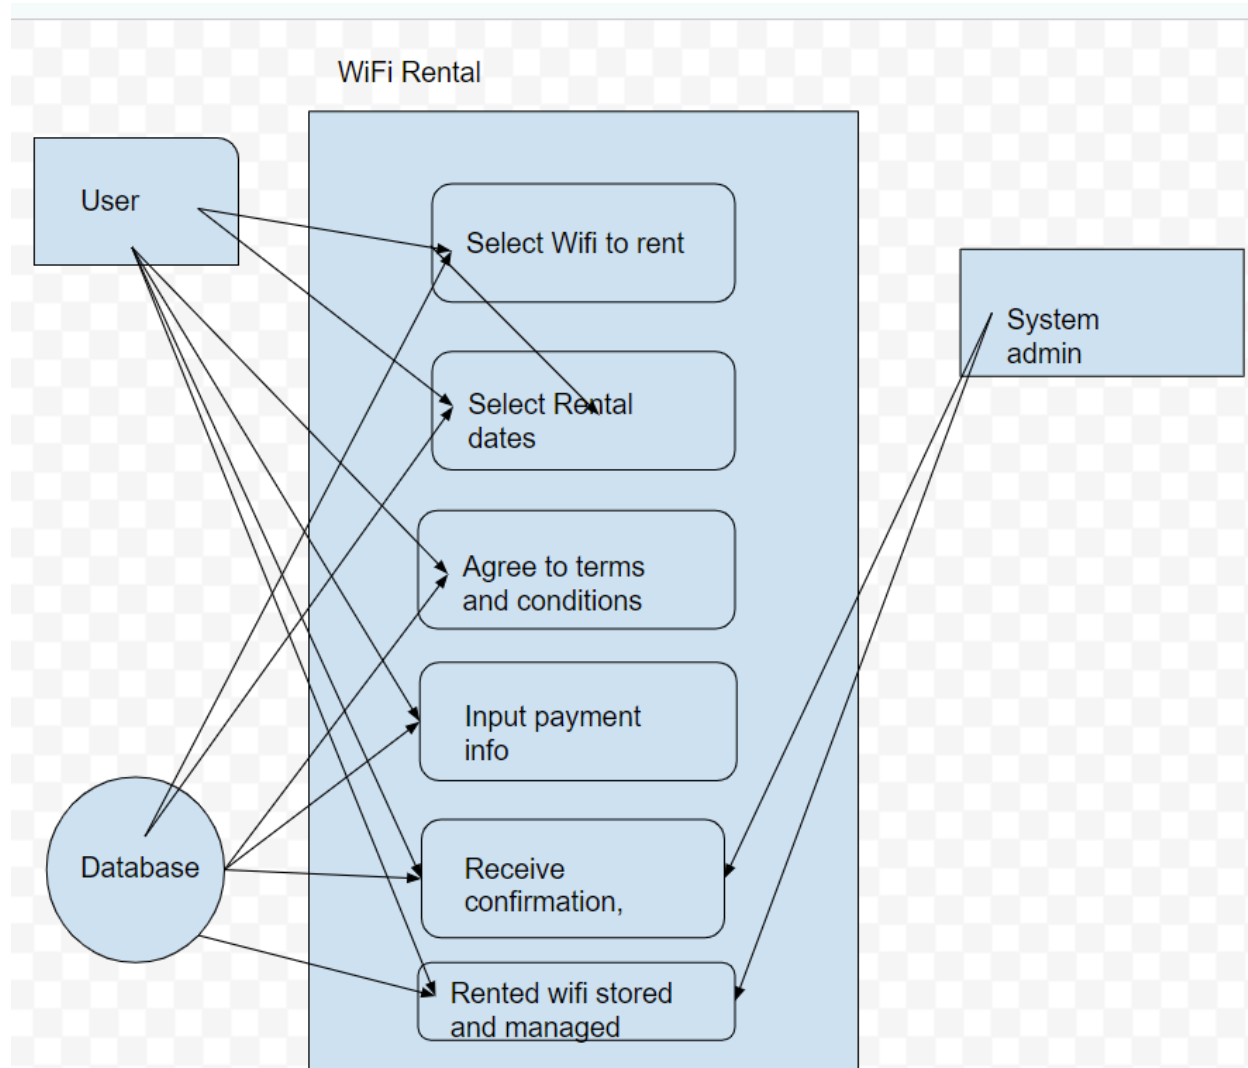 WiFi Rental
User
Select Wifi to rent
System
admin
Select Rental
dates
Agree to terms
and conditions
Input payment
info
Database
Receive
confirmation,
Rented wifi stored
and managed